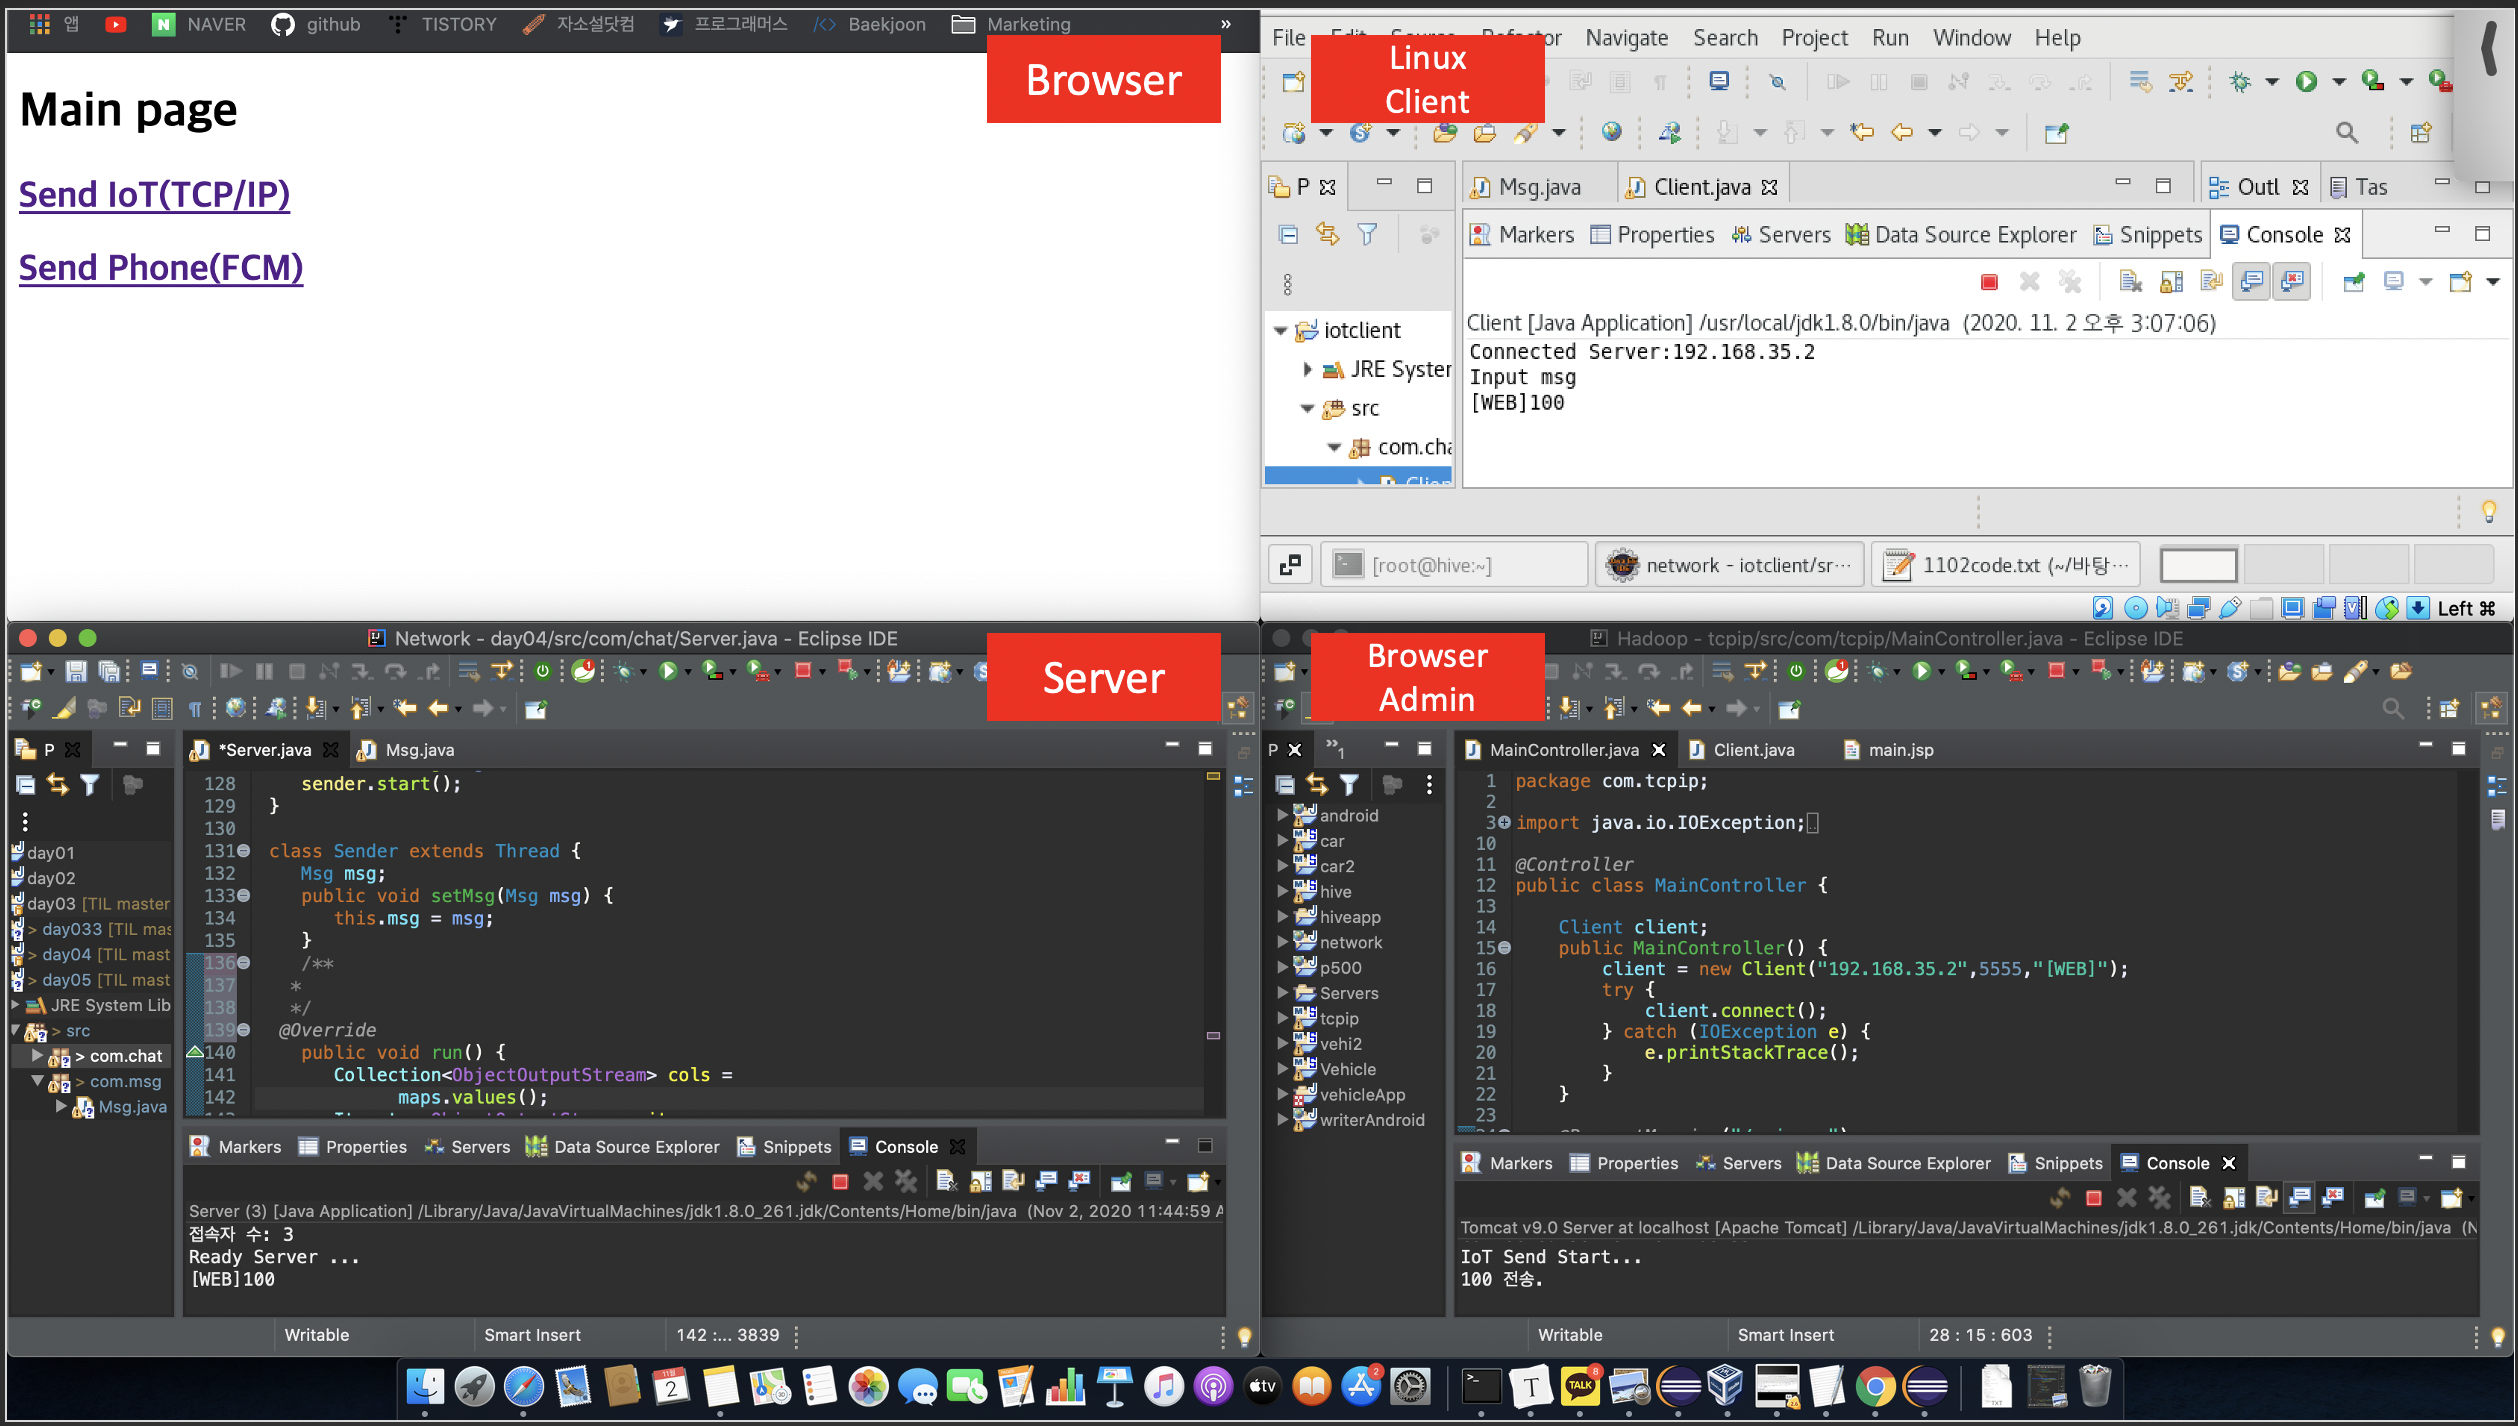 앱
NAVER
github
TISTORY
자소설닷컴
프로그래머스
Baekjoon
Marketing
»
Browser
Main page
Send IoT(TCP/IP)
Send Phone(FCM)
File Edit Source Refactor Navigate Search Project Run Window Help
Linux
Client
P
Msg.java
Client.java
Outl
Tas
Markers Properties Servers Data Source Explorer Snippets Console
iotclient
JRE System
src
com.cha
Client [Java Application] /usr/local/jdk1.8.0/bin/java (2020. 11. 2 오후 3:07:06)
Connected Server:192.168.35.2
Input msg
[WEB]100
[root@hive:~]
network - iotclient/sr···
1102code.txt (~/바탕···
Left ⌘
Network - day04/src/com/chat/Server.java - Eclipse IDE
Server
P
*Server.java
Msg.java
day01
day02
day03 [TIL master
> day033 [TIL mas
> day04 [TIL mast
> day05 [TIL mast
JRE System Lib
> src
> com.chat
> com.msg
Msg.java
128 sender.start();
129 }
130
131 class Sender extends Thread {
132 Msg msg;
133 public void setMsg(Msg msg) {
134 this.msg = msg;
135 }
136 /**
137 *
138 */
139 @Override
140 public void run() {
141 Collection<ObjectOutputStream> cols =
142 maps.values();
Markers Properties Servers Data Source Explorer Snippets Console
Server (3) [Java Application] /Library/Java/JavaVirtualMachines/jdk1.8.0_261.jdk/Contents/Home/bin/java (Nov 2, 2020 11:44:59 A
접속자 수: 3
Ready Server ...
[WEB]100
Writable Smart Insert 142 :... 3839
Hadoop - tcpip/src/com/tcpip/MainController.java - Eclipse IDE
Browser
Admin
P
»1
MainController.java
Client.java
main.jsp
android
car
car2
hive
hiveapp
network
p500
Servers
tcpip
vehi2
Vehicle
vehicleApp
writerAndroid
1 package com.tcpip;
2
3 import java.io.IOException;
10
11 @Controller
12 public class MainController {
13
14 Client client;
15 public MainController() {
16 client = new Client("192.168.35.2",5555,"[WEB]");
17 try {
18 client.connect();
19 } catch (IOException e) {
20 e.printStackTrace();
21 }
22 }
23
Markers Properties Servers Data Source Explorer Snippets Console
Tomcat v9.0 Server at localhost [Apache Tomcat] /Library/Java/JavaVirtualMachines/jdk1.8.0_261.jdk/Contents/Home/bin/java (N
IoT Send Start...
100 전송.
Writable Smart Insert 28 : 15 : 603
2
tv
2
T
TALK
8